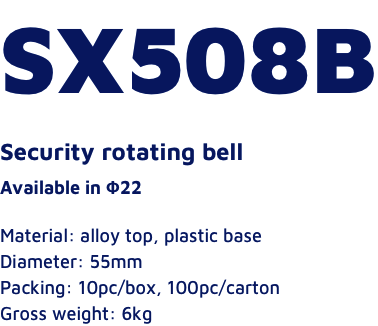 SX508B
Security rotating bell
Available in Φ22
Material: alloy top, plastic base
Diameter: 55mm
Packing: 10pc/box, 100pc/carton
Gross weight: 6kg